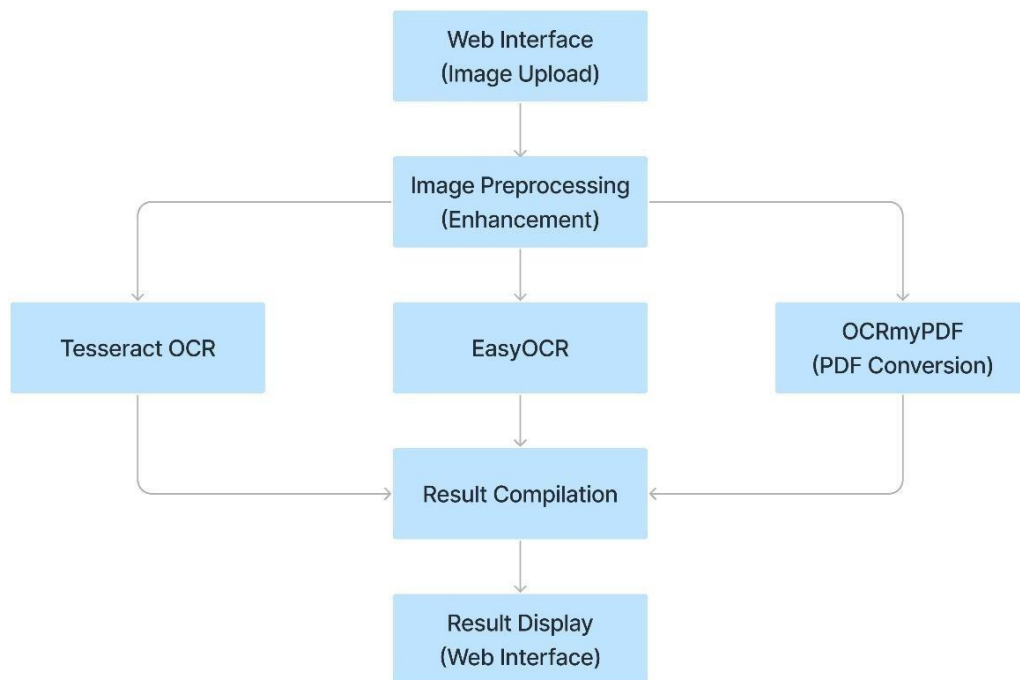 Web Interface
(Image Upload)
Image Preprocessing
(Enhancement)
Tesseract OCR
EasyOCR
OCRmyPDF
(PDF Conversion)
Result Compilation
Result Display
(Web Interface)